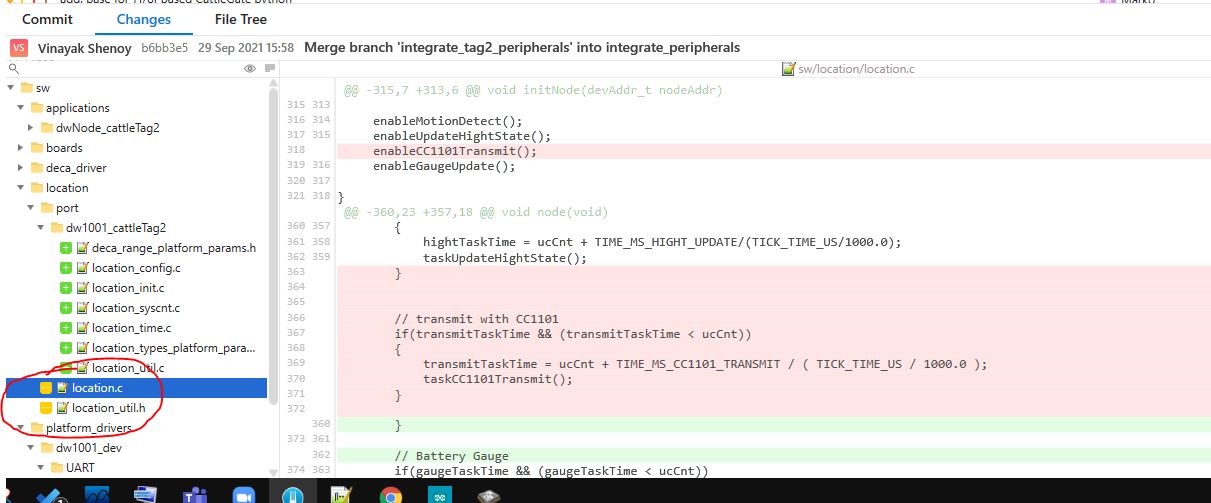 Commit Changes File Tree
VS Vinayak Shenoy b6bb3e5 29 Sep 2021 15:58 Merge branch 'integrate_tag2_peripherals' into integrate_peripherals
sw
applications
dwNode_cattleTag2
boards
deca_driver
location
port
dw1001_cattleTag2
deca_range_platform_params.h
location_config.c
location_init.c
location_syscnt.c
location_time.c
location_types_platform_para...
location_util.c
location.c
location_util.h
platform_drivers
dw1001_dev
UART
sw/location/location.c
@@ -315,7 +313,6 @@ void initNode(devAddr_t nodeAddr)
315 313
316 314 enableMotionDetect();
317 315 enableUpdateHightState();
318 enableCC1101Transmit();
319 316 enableGaugeUpdate();
320 317
321 318 }
@@ -360,23 +357,18 @@ void node(void)
360 357 {
361 358 hightTaskTime = ucCnt + TIME_MS_HIGHT_UPDATE/(TICK_TIME_US/1000.0);
362 359 taskUpdateHightState();
363 }
364
365
366 // transmit with CC1101
367 if(transmitTaskTime && (transmitTaskTime < ucCnt))
368 {
369 transmitTaskTime = ucCnt + TIME_MS_CC1101_TRANSMIT / ( TICK_TIME_US / 1000.0 );
370 taskCC1101Transmit();
371 }
372
360 }
373 361
362 // Battery Gauge
374 363 if(gaugeTaskTime && (gaugeTaskTime < ucCnt))